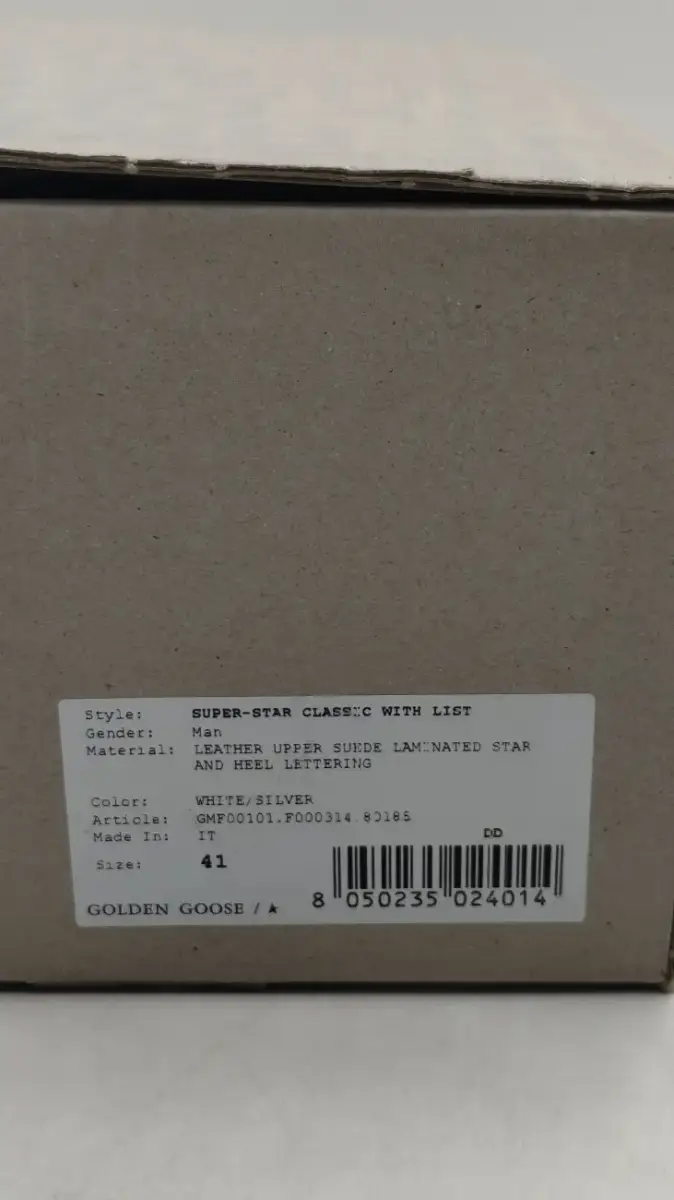 Style: SUPER-STAR CLASSIC WITH LIST
Gender: Man
Material: LEATHER UPPER SUEDE LAMINATED STAR
AND HEEL LETTERING
Color: WHITE/SILVER
Article: GMF00101.F000314.80185
Made In: IT
DD
Size: 41
GOLDEN GOOSE / ★
8 050235 024014